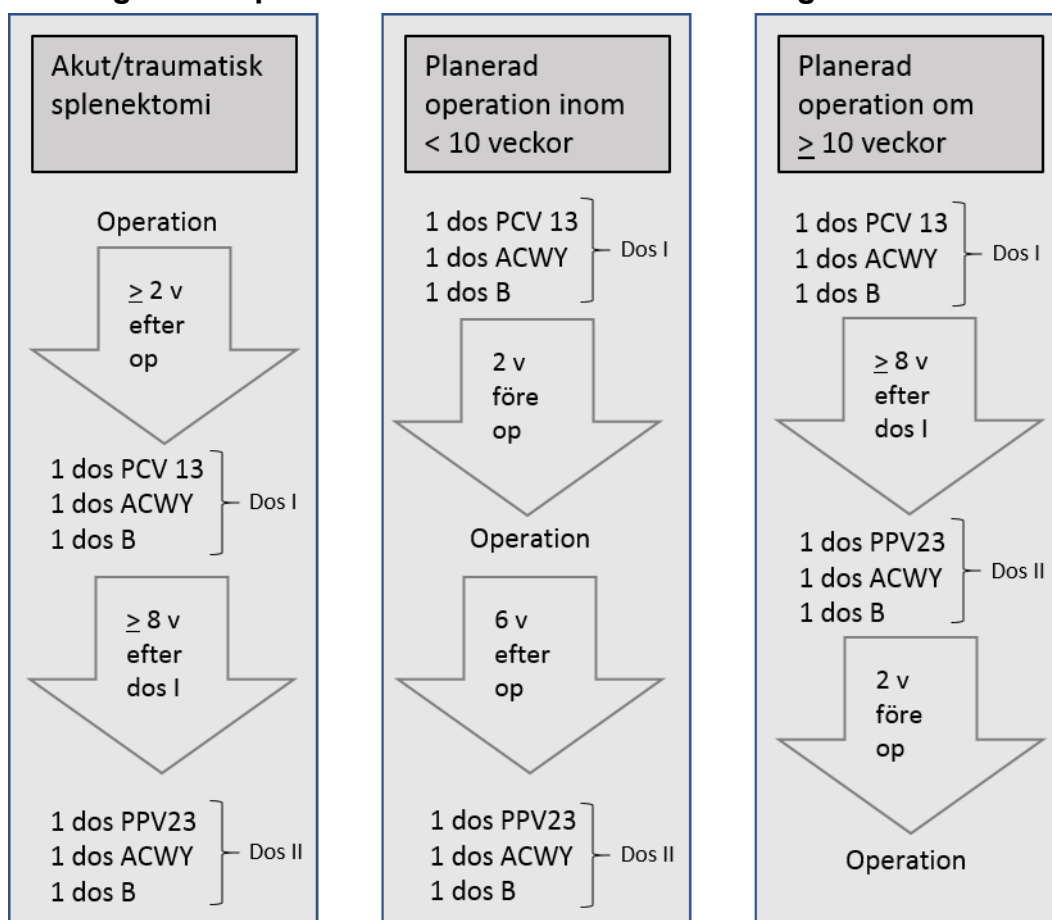 Akut/traumatisk
splenektomi
Operation
≥ 2 v
efter
op
1 dos PCV 13
1 dos ACWY
1 dos B
Dos I
≥ 8 v
efter
dos I
1 dos PPV23
1 dos ACWY
1 dos B
Dos II
Planerad
operation inom
< 10 veckor
1 dos PCV 13
1 dos ACWY
1 dos B
Dos I
2 v
före
op
Operation
6 v
efter
op
1 dos PPV23
1 dos ACWY
1 dos B
Dos II
Planerad
operation om
≥ 10 veckor
1 dos PCV 13
1 dos ACWY
1 dos B
Dos I
≥ 8 v
efter
dos I
1 dos PPV23
1 dos ACWY
1 dos B
Dos II
2 v
före
op
Operation